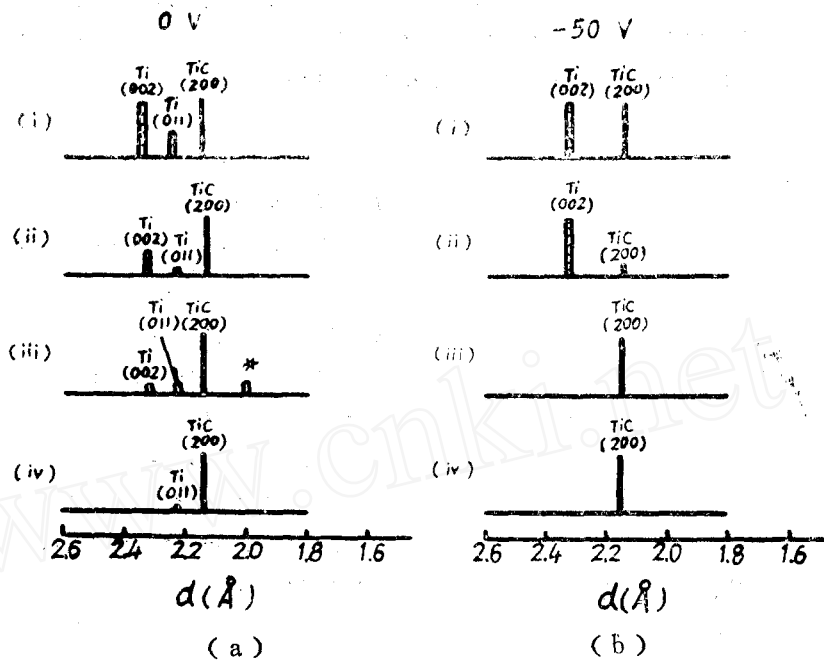 0 V
Ti
(002)
TiC
(200)
Ti
(011)
(i)
Ti
(002)
Ti
(011)
TiC
(200)
(ii)
Ti
(011)
TiC
(200)
Ti
(002)
*
(iii)
TiC
(200)
Ti
(011)
(iv)
2.6 2.4 2.2 2.0 1.8 1.6
d(Å)
(a)
-50 V
Ti
(002)
TiC
(200)
(i)
Ti
(002)
TiC
(200)
(ii)
TiC
(200)
(iii)
TiC
(200)
(iv)
2.6 2.4 2.2 2.0 1.8 1.6
d(Å)
(b)
www.cnki.net